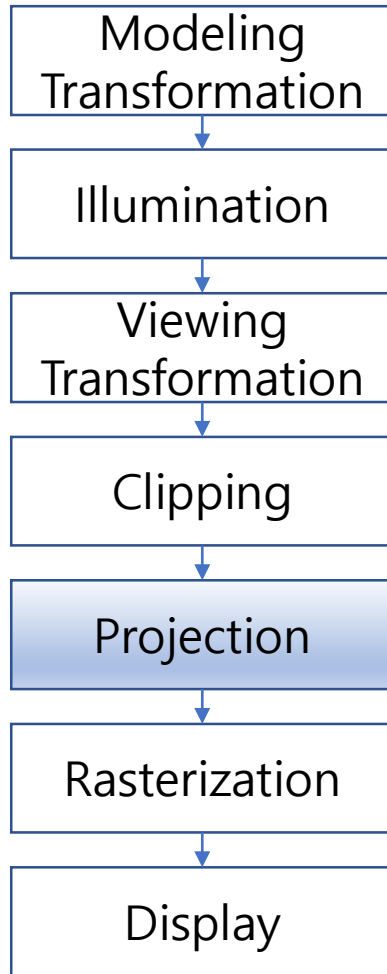 Modeling
Transformation
Illumination
Viewing
Transformation
Clipping
Projection
Rasterization
Display